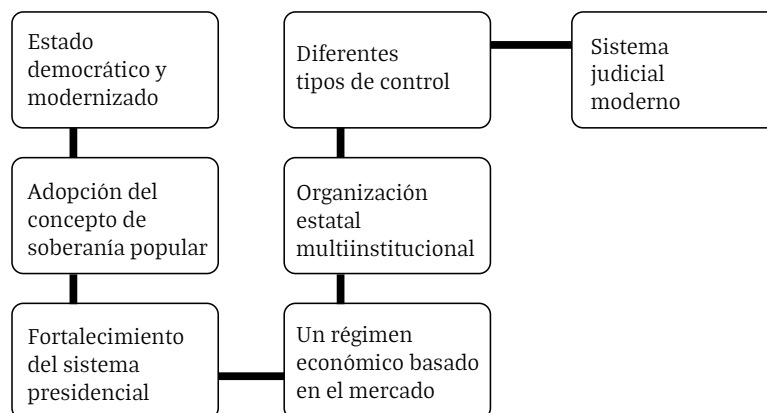 Estado
democrático y
modernizado
Adopción del
concepto de
soberanía popular
Fortalecimiento
del sistema
presidencial
Un régimen
económico basado
en el mercado
Organización
estatal
multiinstitucional
Diferentes
tipos de control
Sistema
judicial
moderno